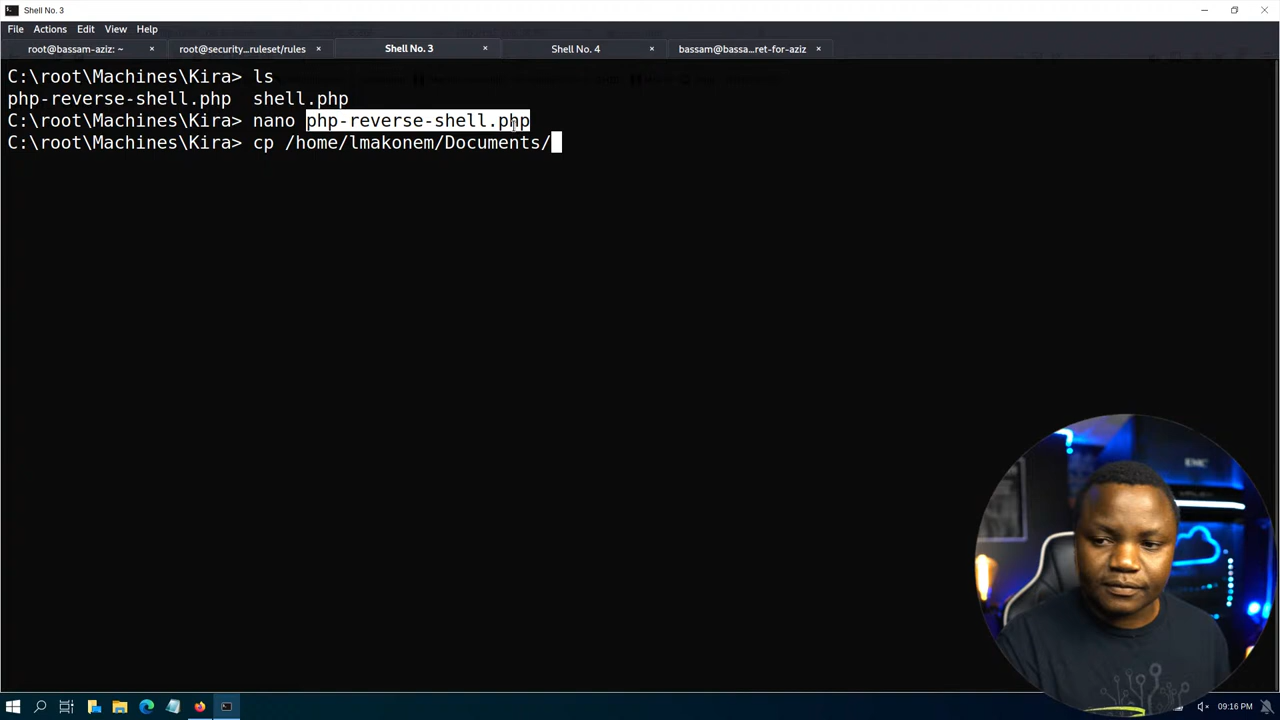 Shell No. 3
File Actions Edit View Help
root@bassam-aziz: ~ × root@security...ruleset/rules × Shell No. 3 × Shell No. 4 × bassam@bassa...ret-for-aziz ×
C:\root\Machines\Kira> ls
php-reverse-shell.php shell.php
C:\root\Machines\Kira> nano php-reverse-shell.php
C:\root\Machines\Kira> cp /home/lmakonem/Documents/
EMC
09:16 PM